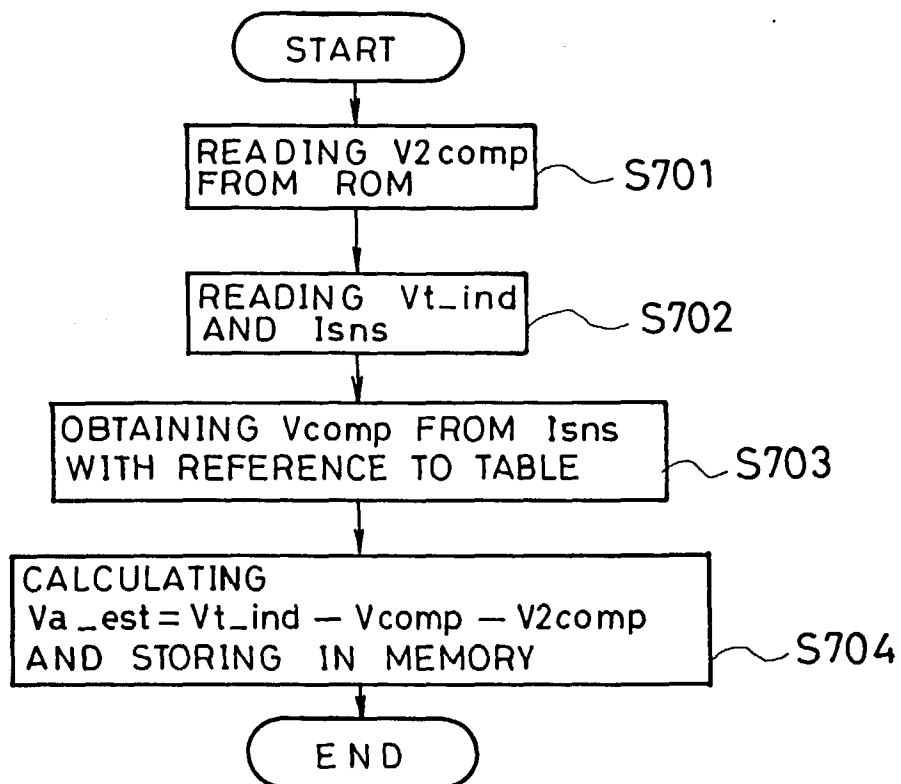 START
READING V2comp
FROM ROM
S701
READING Vt_ind
AND Isns
S702
OBTAINING Vcomp FROM Isns
WITH REFERENCE TO TABLE
S703
CALCULATING
Va_est = Vt_ind - Vcomp - V2comp
AND STORING IN MEMORY
S704
END